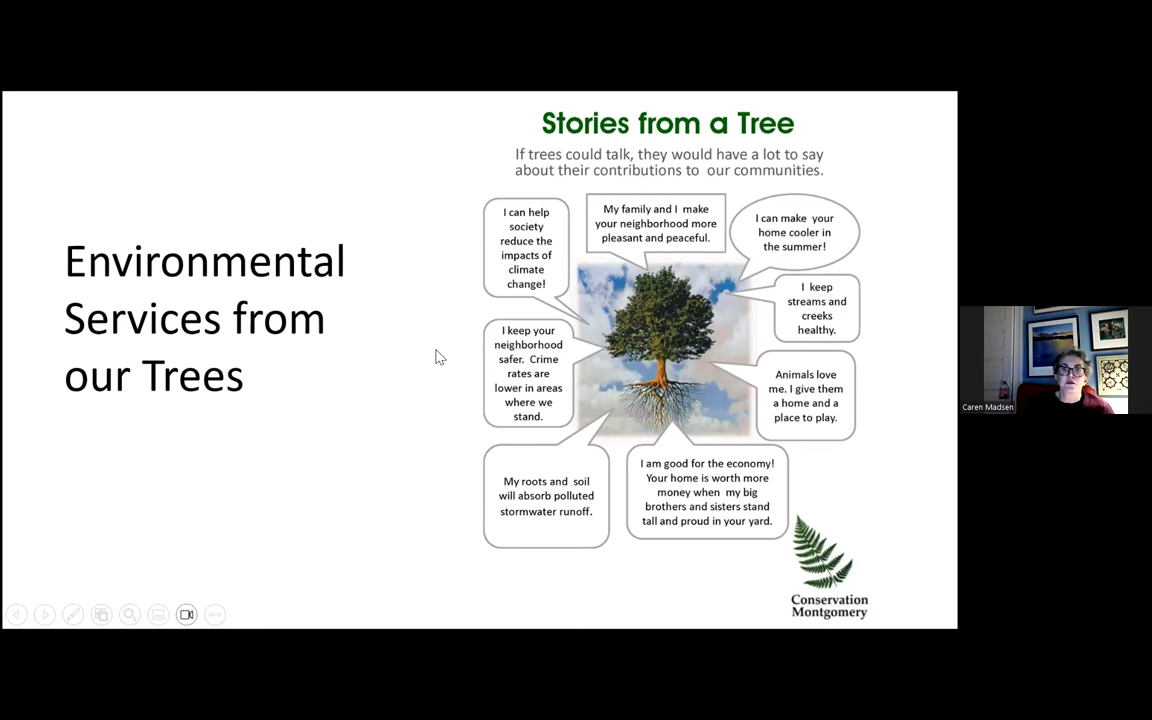 Environmental
Services from
our Trees
Stories from a Tree
If trees could talk, they would have a lot to say
about their contributions to our communities.
I can help
society
reduce the
impacts of
climate
change!
My family and I make
your neighborhood more
pleasant and peaceful.
I can make your
home cooler in
the summer!
I keep
streams and
creeks
healthy.
I keep your
neighborhood
safer. Crime
rates are
lower in areas
where we
stand.
Animals love
me. I give them
a home and a
place to play.
My roots and soil
will absorb polluted
stormwater runoff.
I am good for the economy!
Your home is worth more
money when my big
brothers and sisters stand
tall and proud in your yard.
Conservation
Montgomery
Caren Madsen